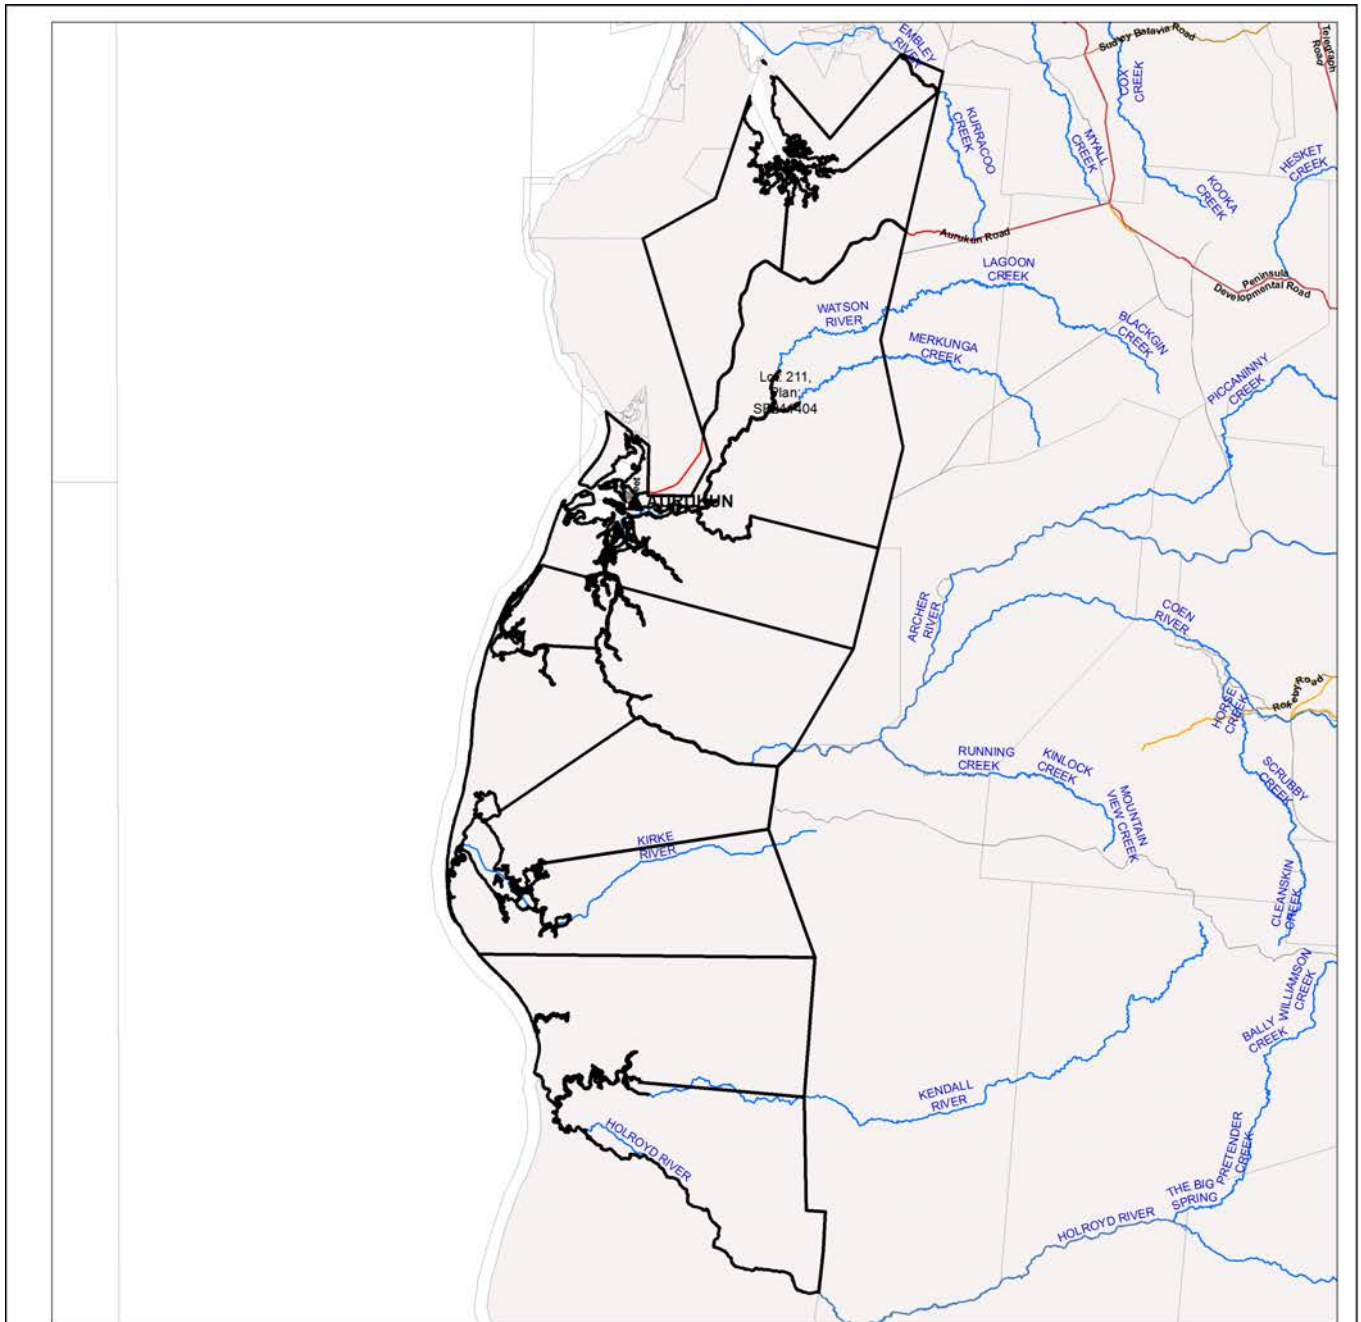 EMBLEY
RIVER
Sudley Batavia Road
Telegraph
Road
COX
CREEK
KURRACOO
CREEK
MYALL
CREEK
HESKET
CREEK
KOOKA
CREEK
Aurukun Road
LAGOON
CREEK
Peninsula
Developmental Road
WATSON
RIVER
BLACKGIN
CREEK
MERKUNGA
CREEK
PICCANINNY
CREEK
Lot: 211,
Plan:
AURUKUN
ARCHER
RIVER
COEN
RIVER
Rokeby Road
HORSE
CREEK
RUNNING
CREEK
KINLOCK
CREEK
SCRUBBY
CREEK
MOUNTAIN
VIEW CREEK
KIRKE
RIVER
CLEANSKIN
CREEK
WILLIAMSON
CREEK
BALLY
CREEK
KENDALL
RIVER
HOLROYD RIVER
PRETENDER
CREEK
THE BIG
SPRING
HOLROYD RIVER